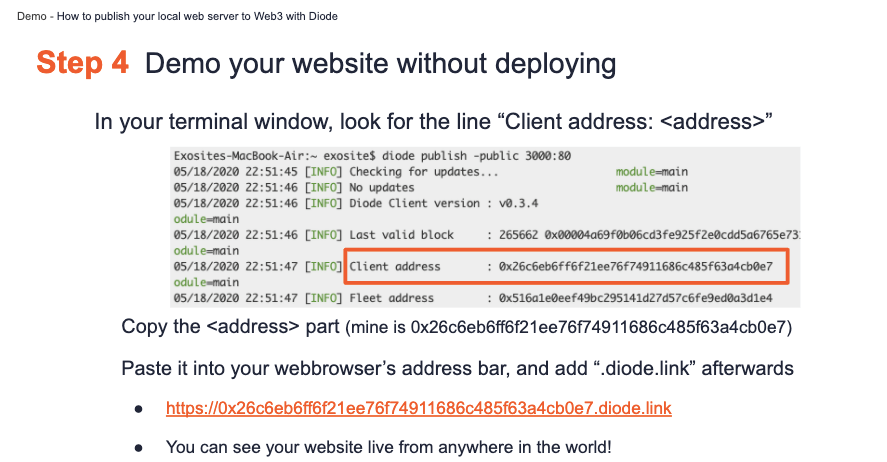 Demo - How to publish your local web server to Web3 with Diode
Step 4 Demo your website without deploying
In your terminal window, look for the line “Client address: <address>”
Exosites-MacBook-Air:~ exosite$ diode publish -public 3000:80
05/18/2020 22:51:45 [INFO] Checking for updates... module=main
05/18/2020 22:51:46 [INFO] No updates module=main
05/18/2020 22:51:46 [INFO] Diode Client version : v0.3.4
odule=main
05/18/2020 22:51:46 [INFO] Last valid block : 265662 0x00004a69f0b06cd3fe925f2e0cdd5a6765e731
odule=main
05/18/2020 22:51:47 [INFO] Client address : 0x26c6eb6ff6f21ee76f74911686c485f63a4cb0e7
odule=main
05/18/2020 22:51:47 [INFO] Fleet address : 0x516a1e0eef49bc295141d27d57c6fe9ed0a3d1e4
Copy the <address> part (mine is 0x26c6eb6ff6f21ee76f74911686c485f63a4cb0e7)
Paste it into your webbrowser’s address bar, and add “.diode.link” afterwards
● https://0x26c6eb6ff6f21ee76f74911686c485f63a4cb0e7.diode.link
● You can see your website live from anywhere in the world!